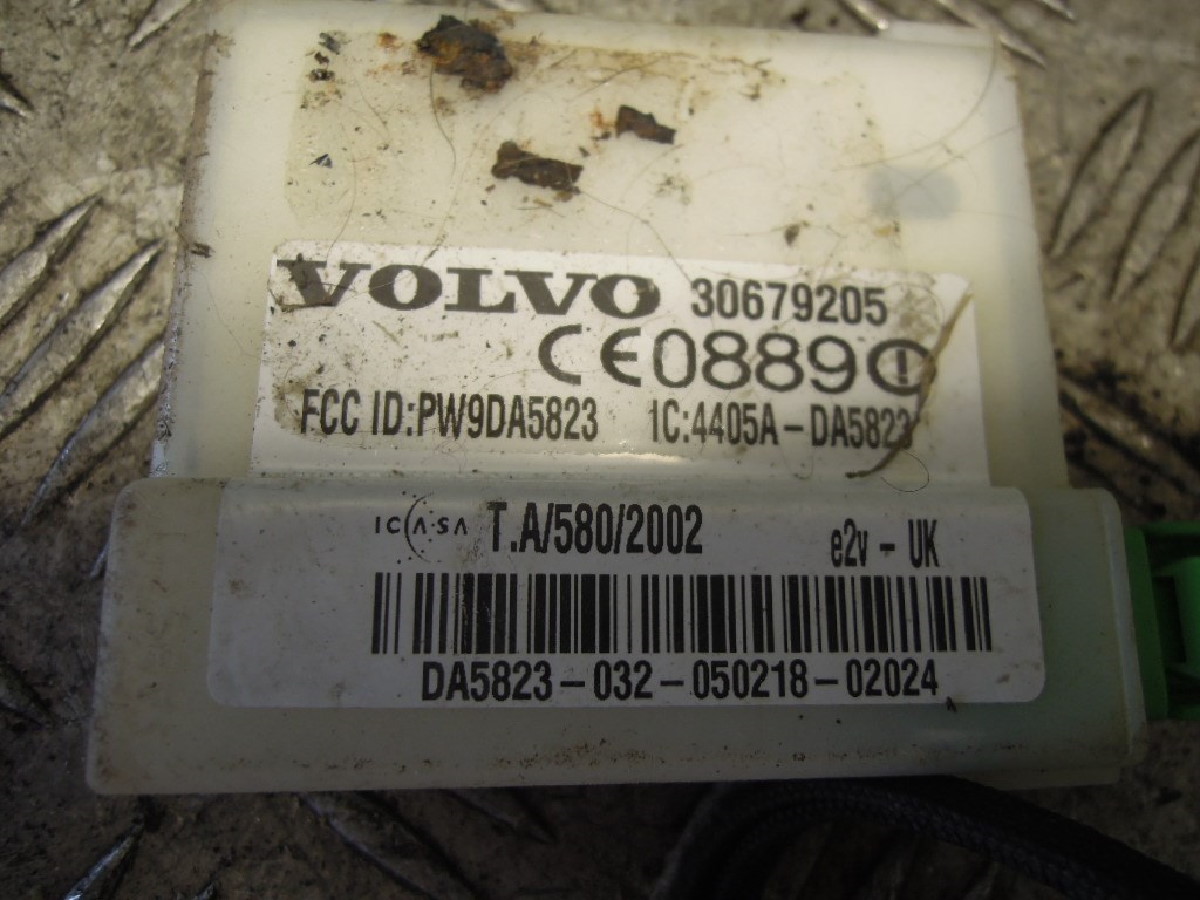 VOLVO 30679205
CE0889
FCC ID:PW9DA5823 IC:4405A-DA5823
ICASA T.A/580/2002 e2v - UK
DA5823-032-050218-02024